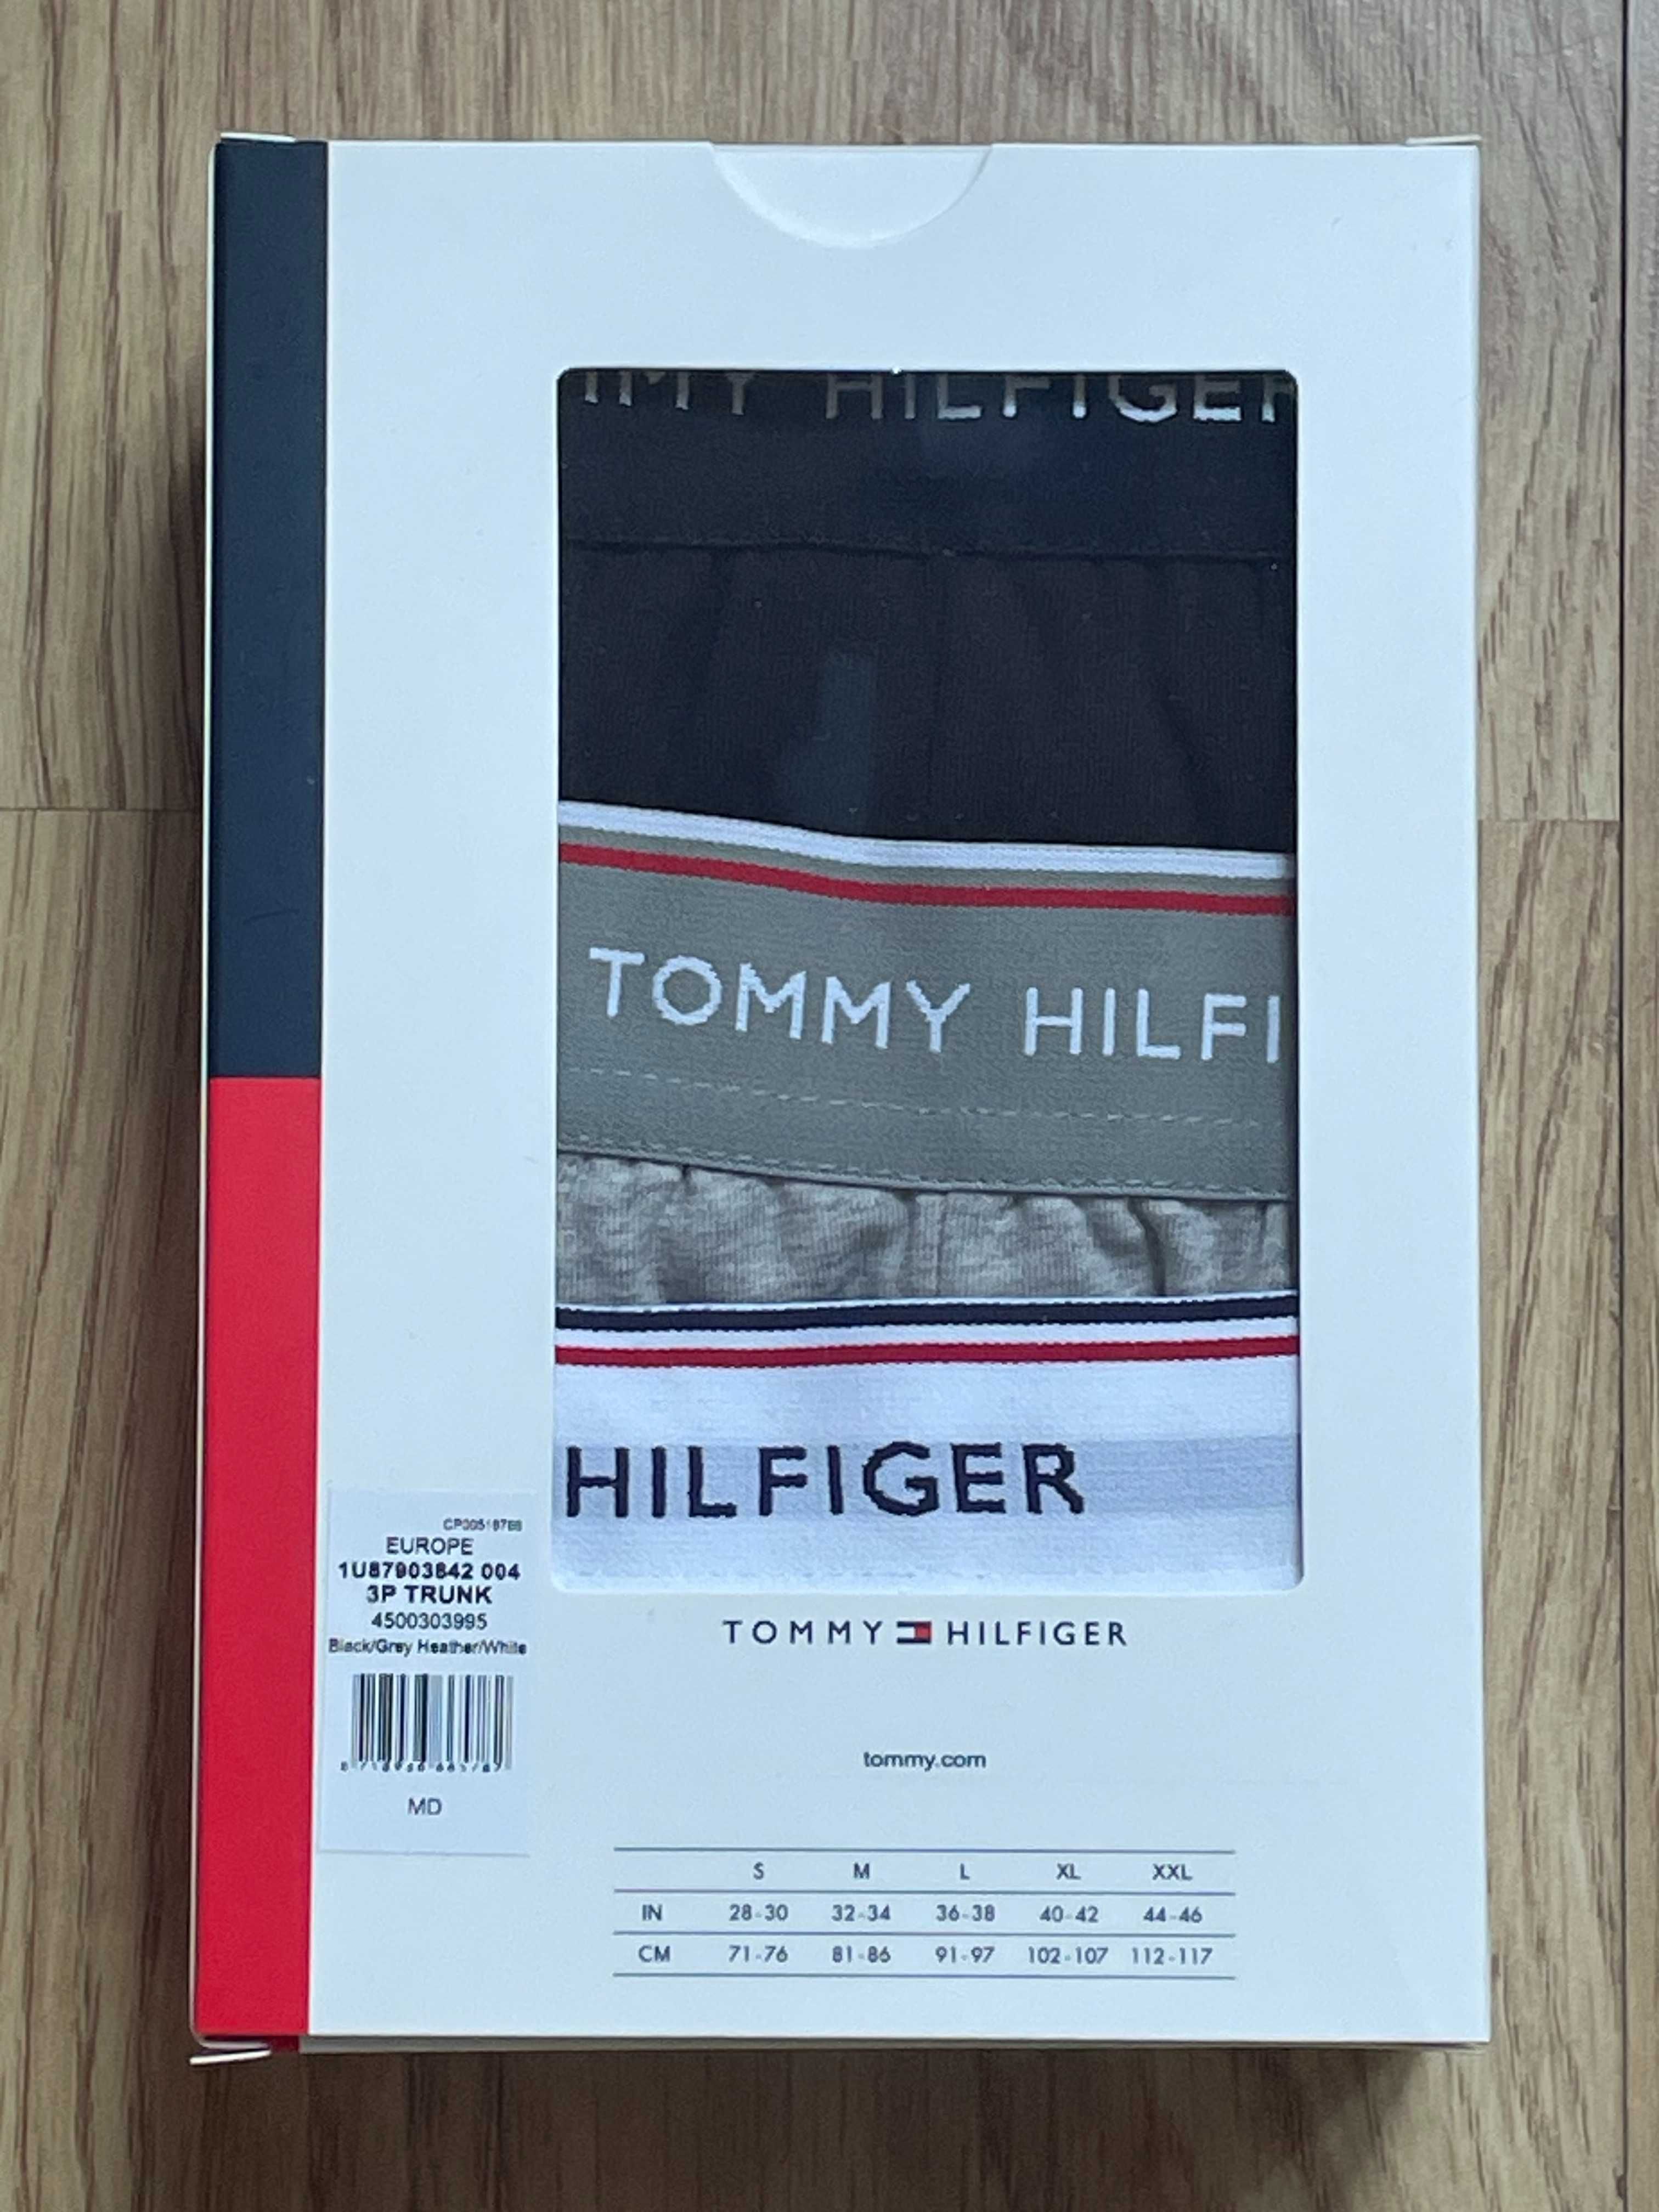 MMY HILFIGER
TOMMY HILFI
HILFIGER
EUROPE
1U87903842 004
3P TRUNK
4500303995
Black/Grey Heather/White
MD
TOMMY HILFIGER
tommy.com
S M L XL XXL
IN 28-30 32-34 36-38 40-42 44-46
CM 71-76 81-86 91-97 102-107 112-117